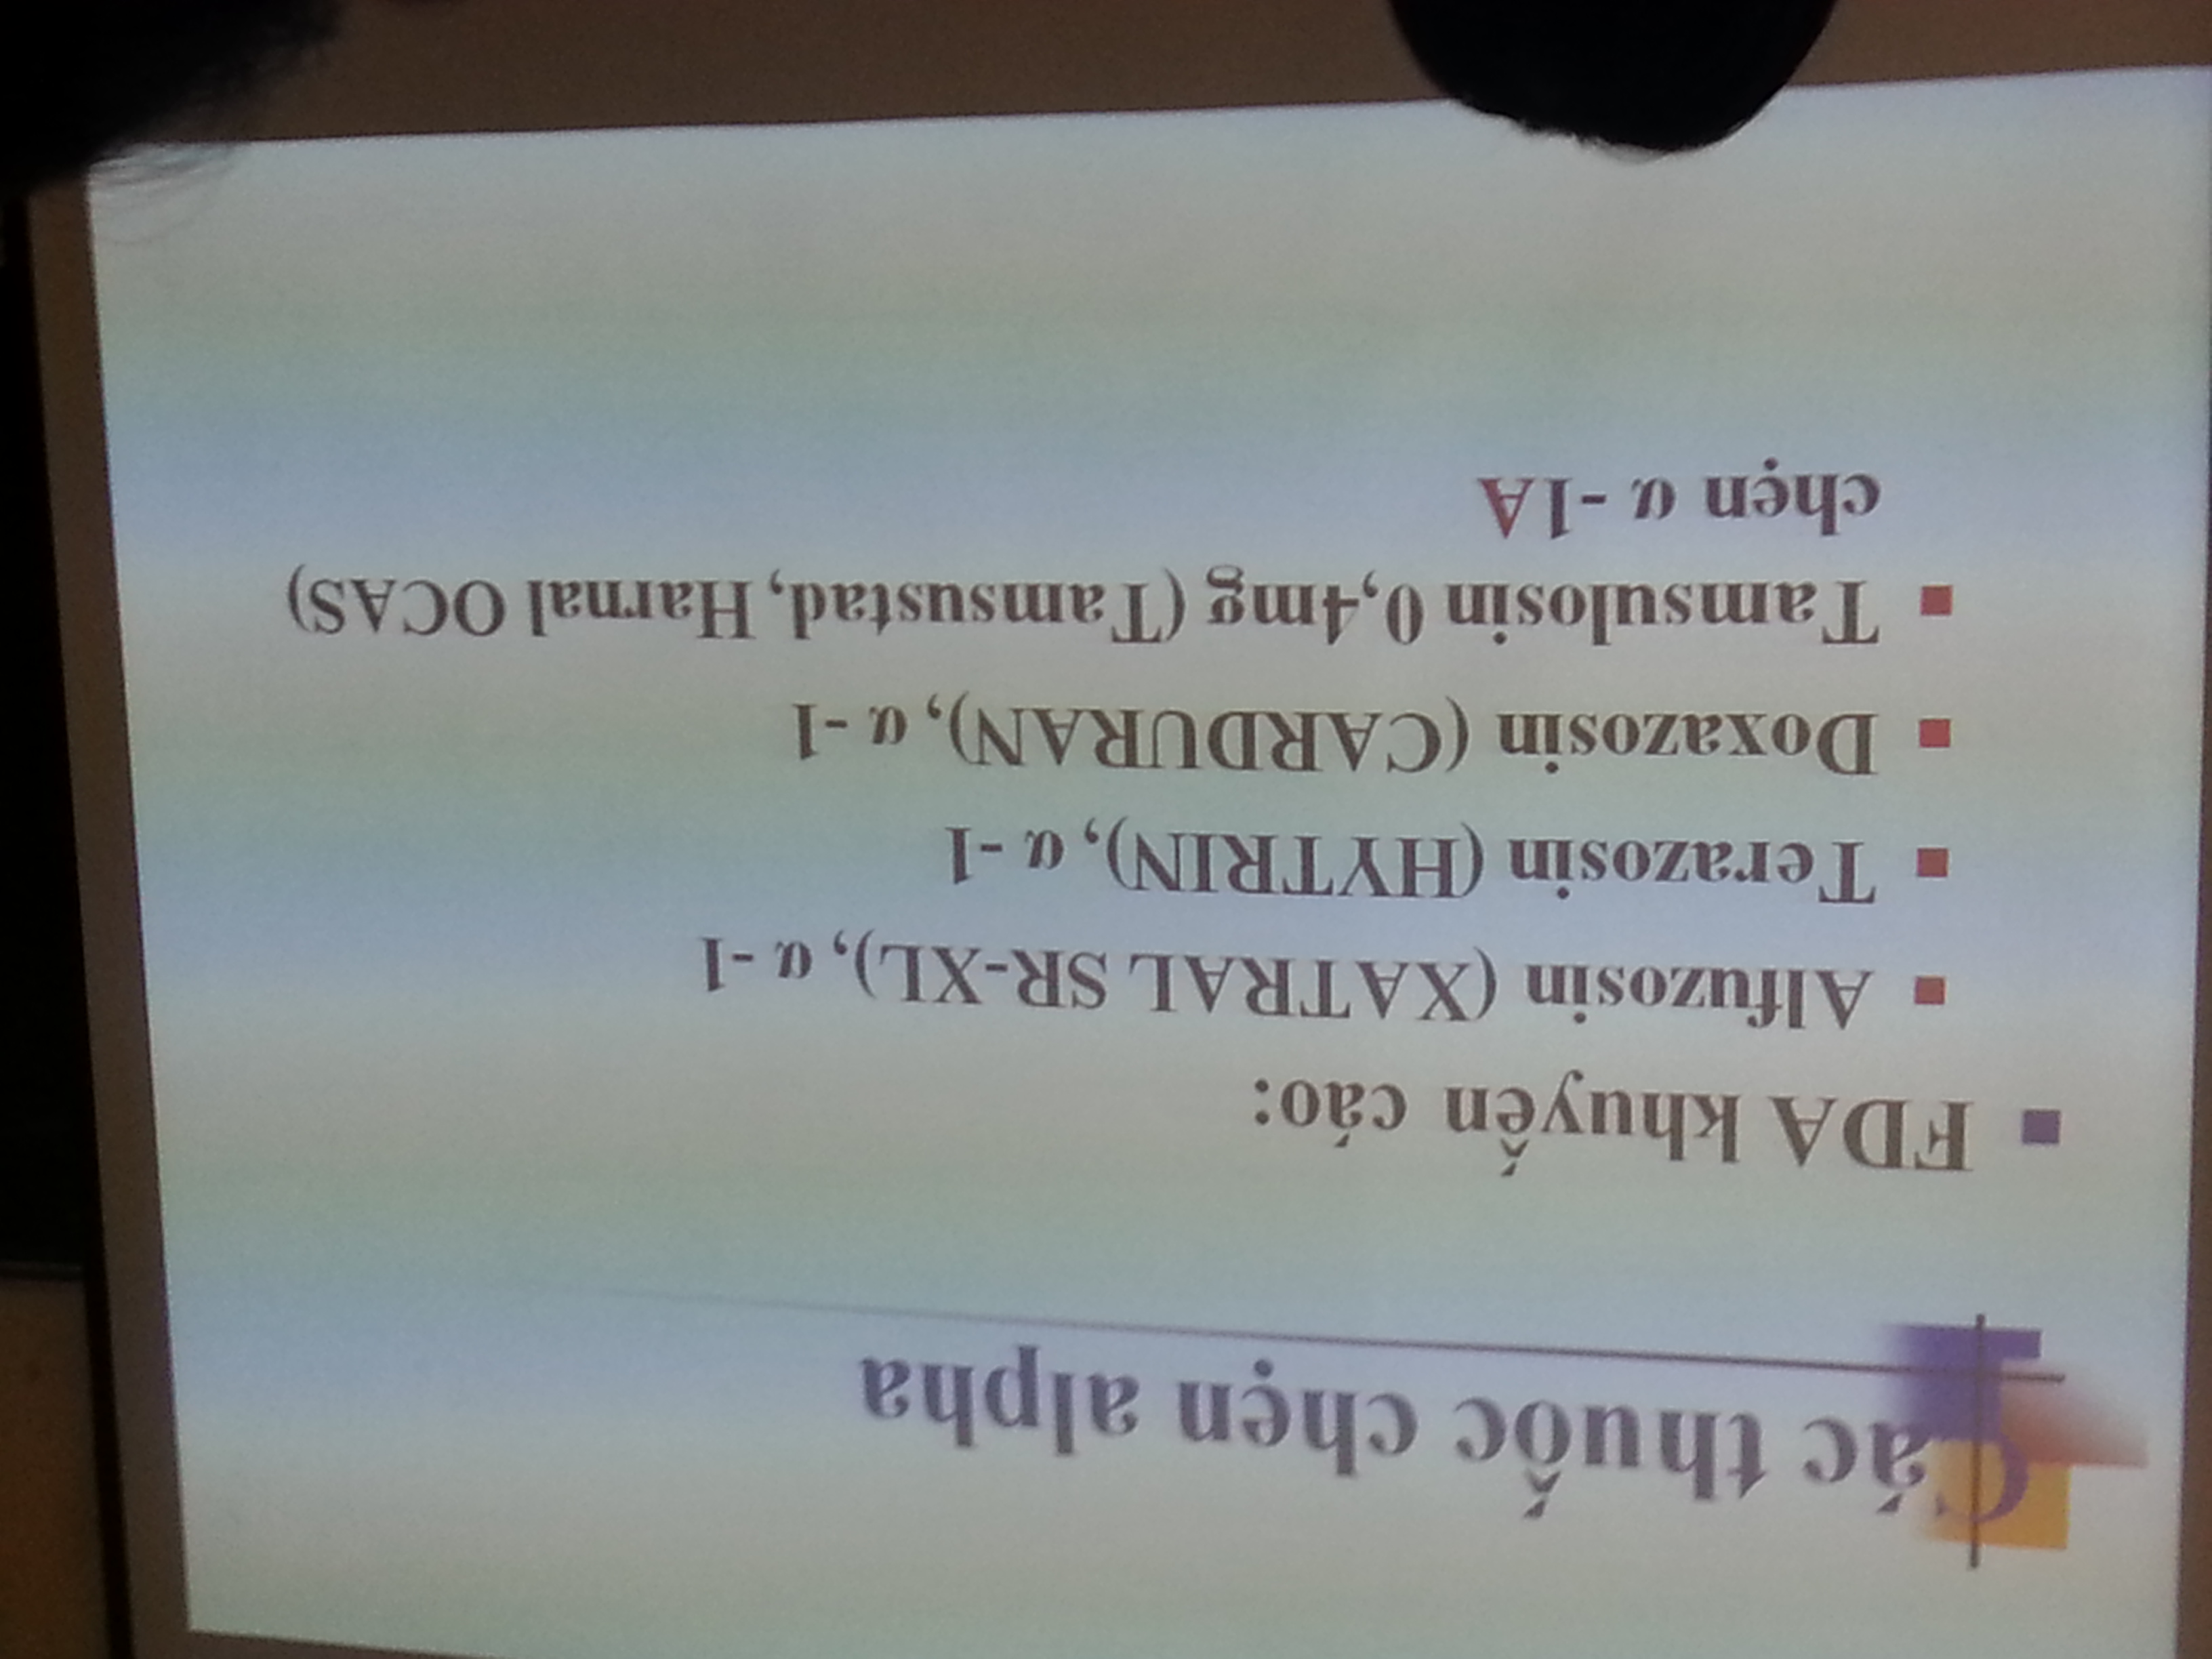 Các thuốc chẹn alpha
FDA khuyến cáo:
Alfuzosin (XATRAL SR-XL), α -1
Terazosin (HYTRIN), α -1
Doxazosin (CARDURAN), α -1
Tamsulosin 0,4mg (Tamsustad, Harnal OCAS)
chẹn α -1A